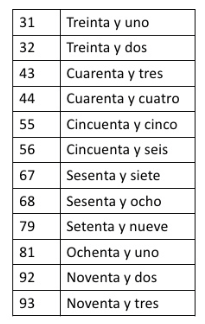 31 Treinta y uno
32 Treinta y dos
43 Cuarenta y tres
44 Cuarenta y cuatro
55 Cincuenta y cinco
56 Cincuenta y seis
67 Sesenta y siete
68 Sesenta y ocho
79 Setenta y nueve
81 Ochenta y uno
92 Noventa y dos
93 Noventa y tres